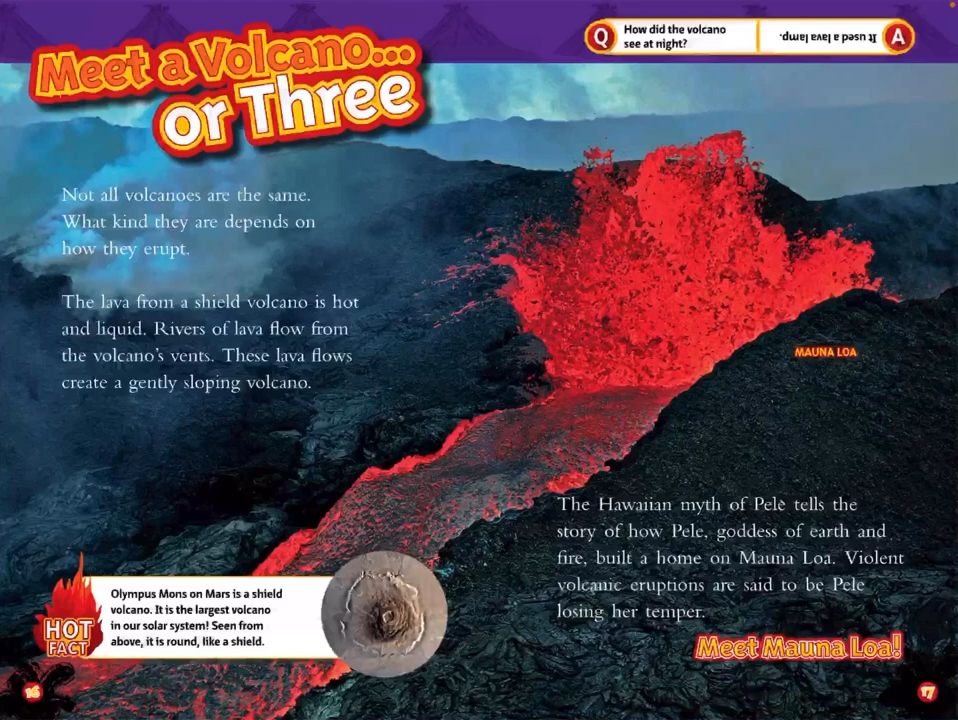 Meet a Volcano...
or Three
Q
How did the volcano
see at night?
It used a lava lamp.
A
Not all volcanoes are the same.
What kind they are depends on
how they erupt.
The lava from a shield volcano is hot
and liquid. Rivers of lava flow from
the volcano's vents. These lava flows
create a gently sloping volcano.
MAUNA LOA
The Hawaiian myth of Pele tells the
story of how Pele, goddess of earth and
fire, built a home on Mauna Loa. Violent
volcanic eruptions are said to be Pele
losing her temper.
Meet Mauna Loa!
HOT
FACT
Olympus Mons on Mars is a shield
volcano. It is the largest volcano
in our solar system! Seen from
above, it is round, like a shield.
16
17